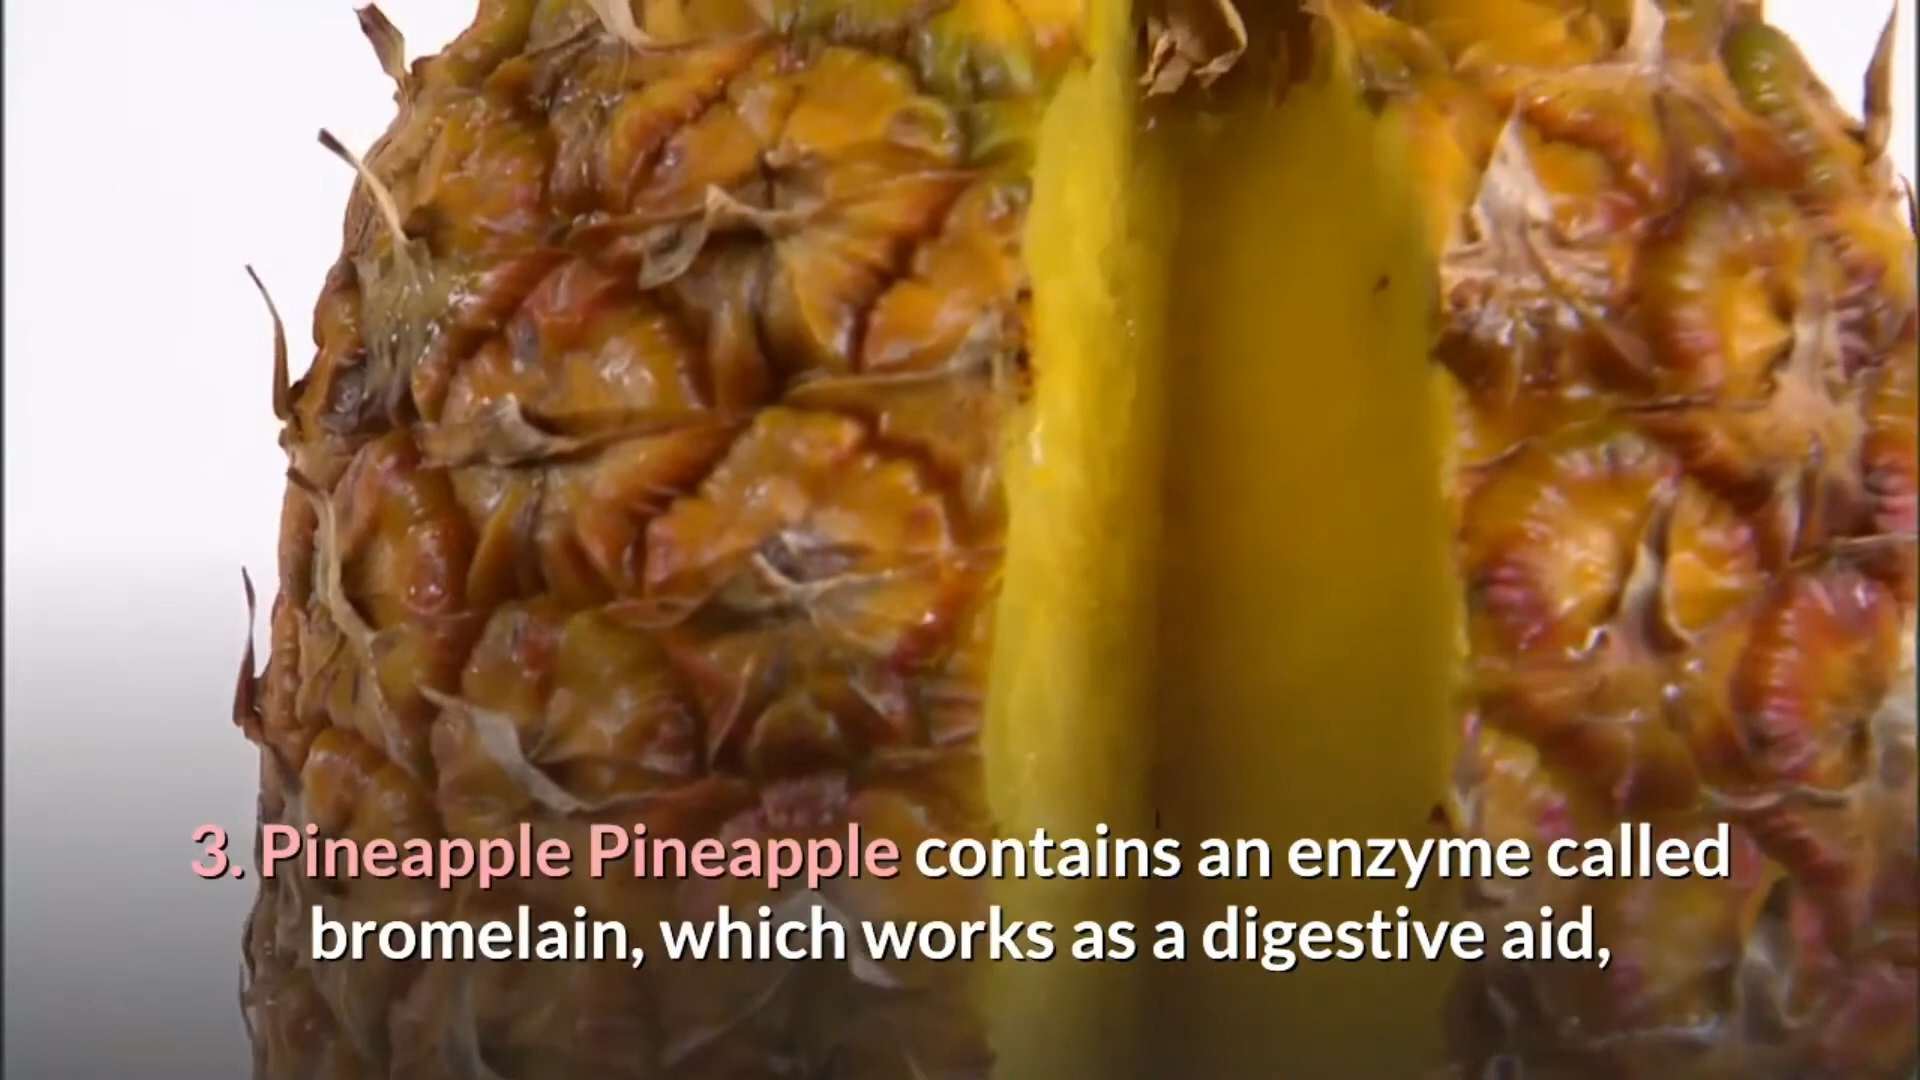 3. Pineapple Pineapple contains an enzyme called
bromelain, which works as a digestive aid,